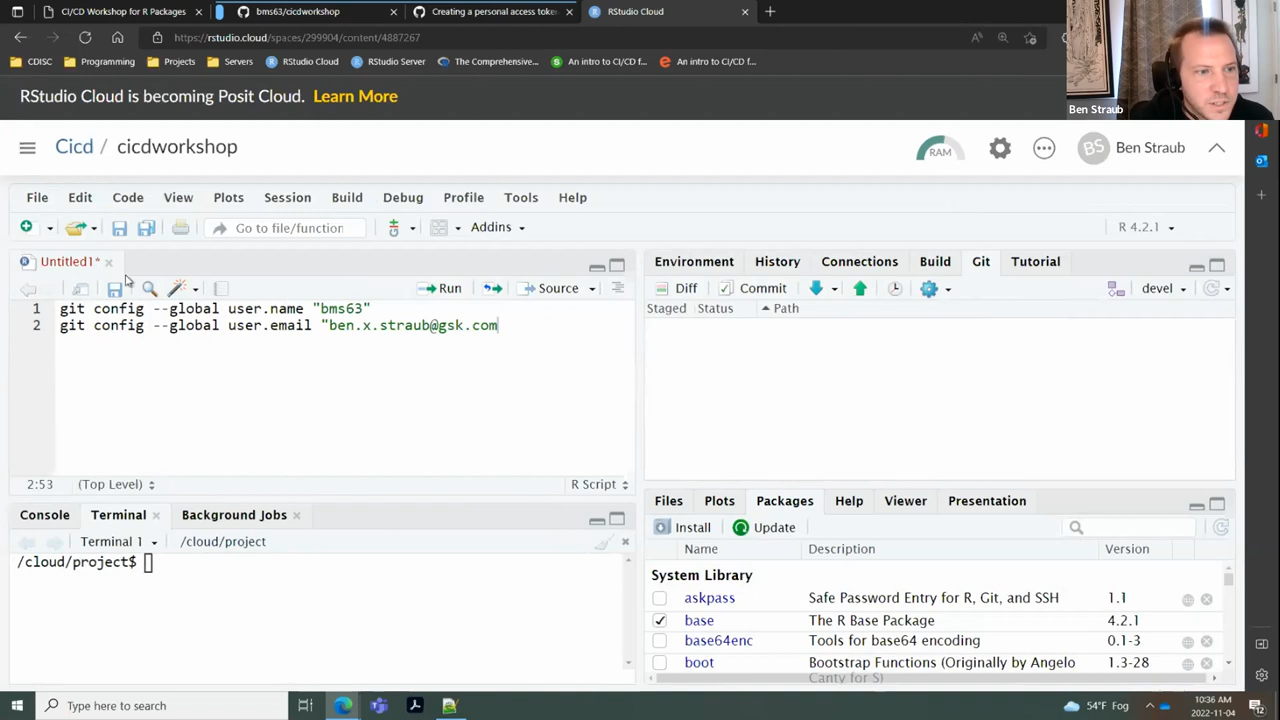 CI/CD Workshop for R Packages
bms63/cicdworkshop
Creating a personal access toke
RStudio Cloud
https://rstudio.cloud/spaces/299904/content/4887267
CDISC
Programming
Projects
Servers
RStudio Cloud
RStudio Server
The Comprehensive...
An intro to CI/CD f...
An intro to CI/CD f...
Ben Straub
RStudio Cloud is becoming Posit Cloud. Learn More
Cicd / cicdworkshop
RAM
BS
Ben Straub
File Edit Code View Plots Session Build Debug Profile Tools Help
Go to file/function
Addins
R 4.2.1
Untitled1*
Run
Source
1 git config --global user.name "bms63"
2 git config --global user.email "ben.x.straub@gsk.com
2:53 (Top Level) R Script
Environment History Connections Build Git Tutorial
Diff Commit devel
Staged Status Path
Console Terminal Background Jobs
Terminal 1 /cloud/project
/cloud/project$
Files Plots Packages Help Viewer Presentation
Install Update
Name Description Version
System Library
askpass Safe Password Entry for R, Git, and SSH 1.1
base The R Base Package 4.2.1
base64enc Tools for base64 encoding 0.1-3
boot Bootstrap Functions (Originally by Angelo Canty for S) 1.3-28
Type here to search
54°F Fog
10:36 AM
2022-11-04
12